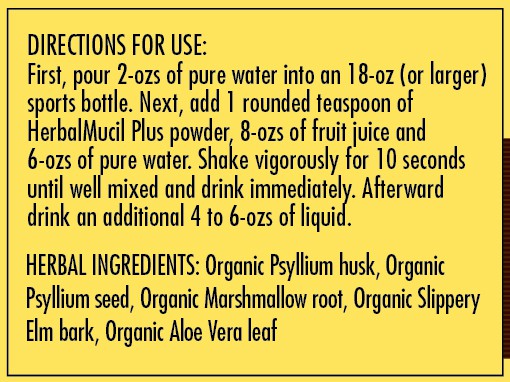 DIRECTIONS FOR USE:
First, pour 2-ozs of pure water into an 18-oz (or larger)
sports bottle. Next, add 1 rounded teaspoon of
HerbalMucil Plus powder, 8-ozs of fruit juice and
6-ozs of pure water. Shake vigorously for 10 seconds
until well mixed and drink immediately. Afterward
drink an additional 4 to 6-ozs of liquid.
HERBAL INGREDIENTS: Organic Psyllium husk, Organic
Psyllium seed, Organic Marshmallow root, Organic Slippery
Elm bark, Organic Aloe Vera leaf